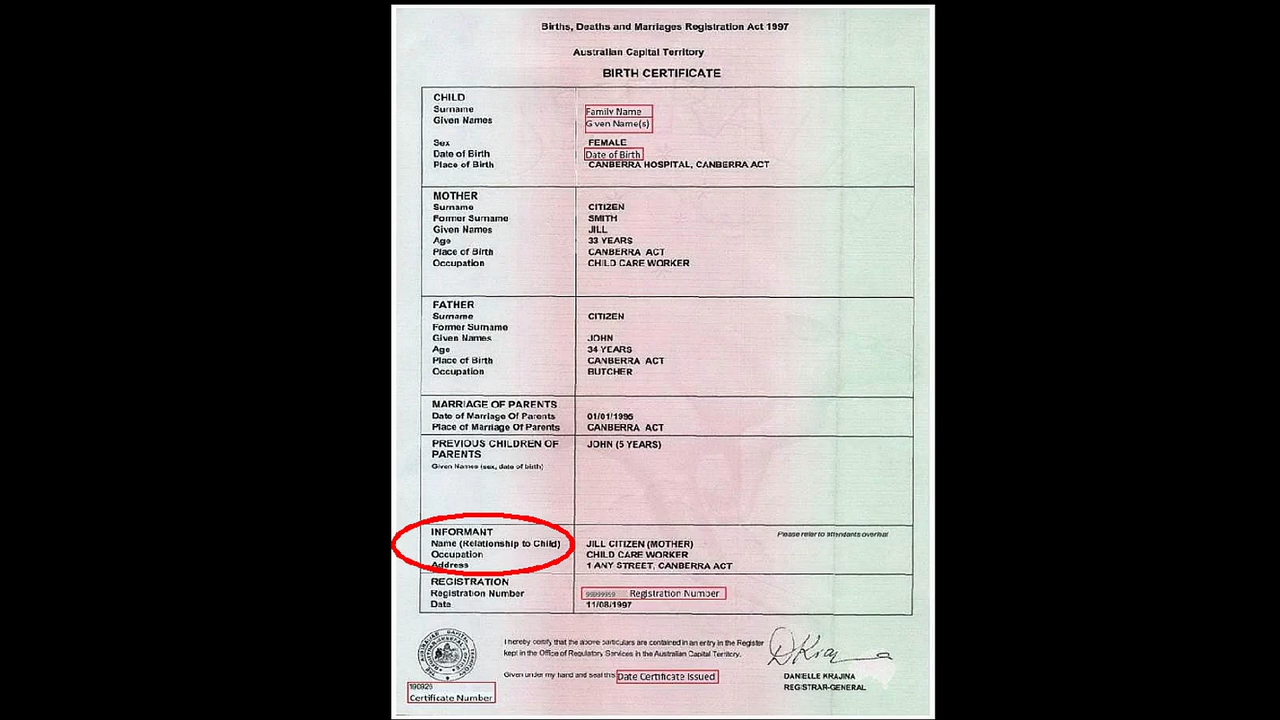 Births, Deaths and Marriages Registration Act 1997
Australian Capital Territory
BIRTH CERTIFICATE
CHILD
Surname Family Name
Given Names Given Name(s)
Sex FEMALE
Date of Birth Date of Birth
Place of Birth CANBERRA HOSPITAL, CANBERRA ACT
MOTHER
Surname CITIZEN
Former Surname SMITH
Given Names JILL
Age 33 YEARS
Place of Birth CANBERRA ACT
Occupation CHILD CARE WORKER
FATHER
Surname CITIZEN
Former Surname
Given Names JOHN
Age 34 YEARS
Place of Birth CANBERRA ACT
Occupation BUTCHER
MARRIAGE OF PARENTS
Date of Marriage Of Parents 01/01/1995
Place of Marriage Of Parents CANBERRA ACT
PREVIOUS CHILDREN OF JOHN (5 YEARS)
PARENTS
Given Names (sex, date of birth)
INFORMANT Please refer to attendants overleaf
Name (Relationship to Child) JILL CITIZEN (MOTHER)
Occupation CHILD CARE WORKER
Address 1 ANY STREET, CANBERRA ACT
REGISTRATION
Registration Number 99999999 Registration Number
Date 11/08/1997
I hereby certify that the above particulars are contained in an entry in the Register
kept in the Office of Regulatory Services in the Australian Capital Territory.
Given under my hand and seal this Date Certificate Issued
DANIELLE KRAJINA
REGISTRAR-GENERAL
190925
Certificate Number